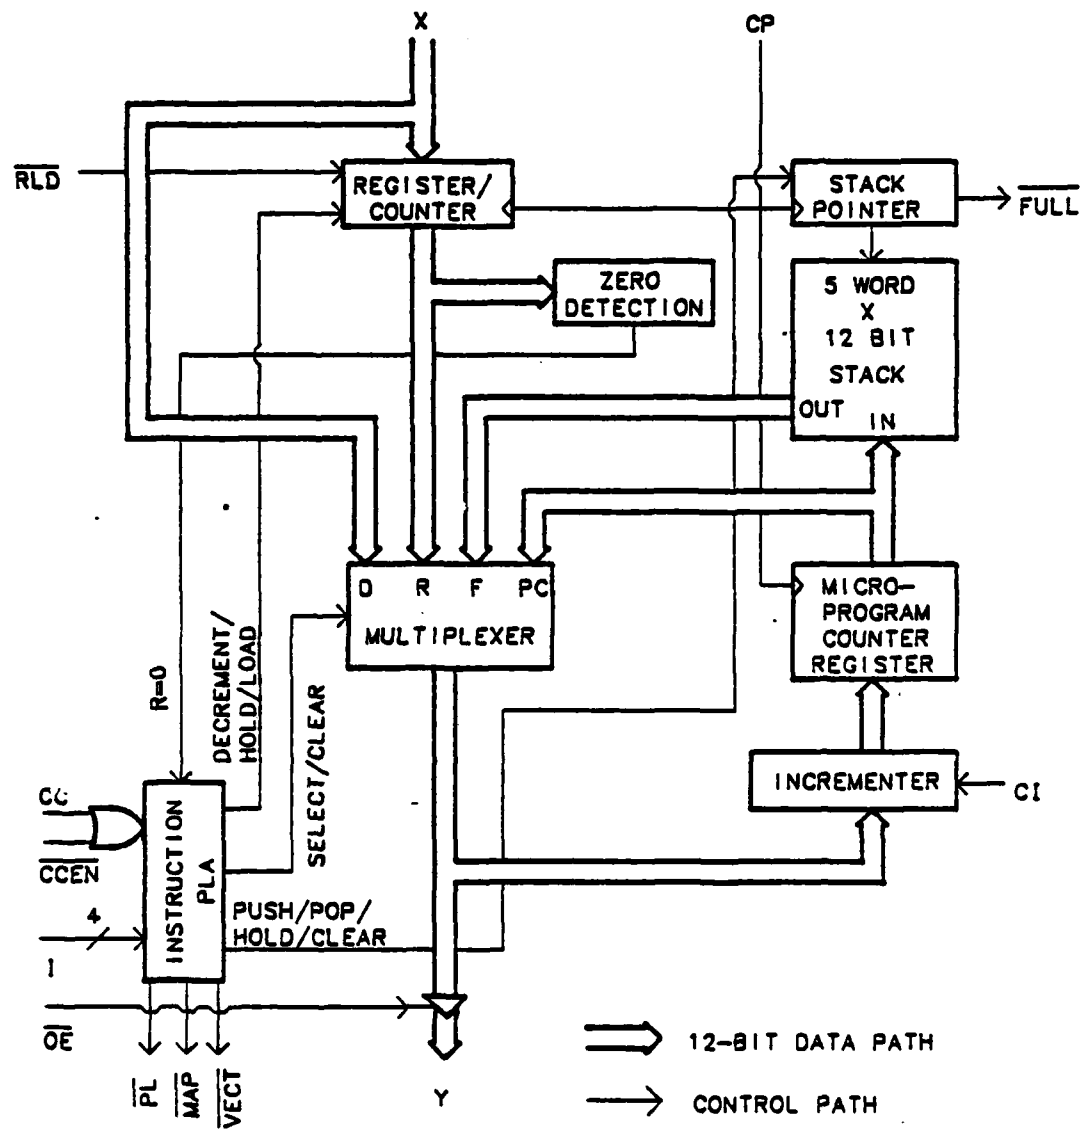 X
CP
RLD
REGISTER/
COUNTER
STACK
POINTER
FULL
ZERO
DETECTION
5 WORD
X
12 BIT
STACK
OUT
IN
D R F PC
MULTIPLEXER
MICRO-
PROGRAM
COUNTER
REGISTER
R=0
DECREMENT/
HOLD/LOAD
SELECT/CLEAR
INCREMENTER
CI
CC
CCEN
INSTRUCTION
PLA
4
I
PUSH/POP/
HOLD/CLEAR
OE
PL
MAP
VECT
Y
12-BIT DATA PATH
CONTROL PATH